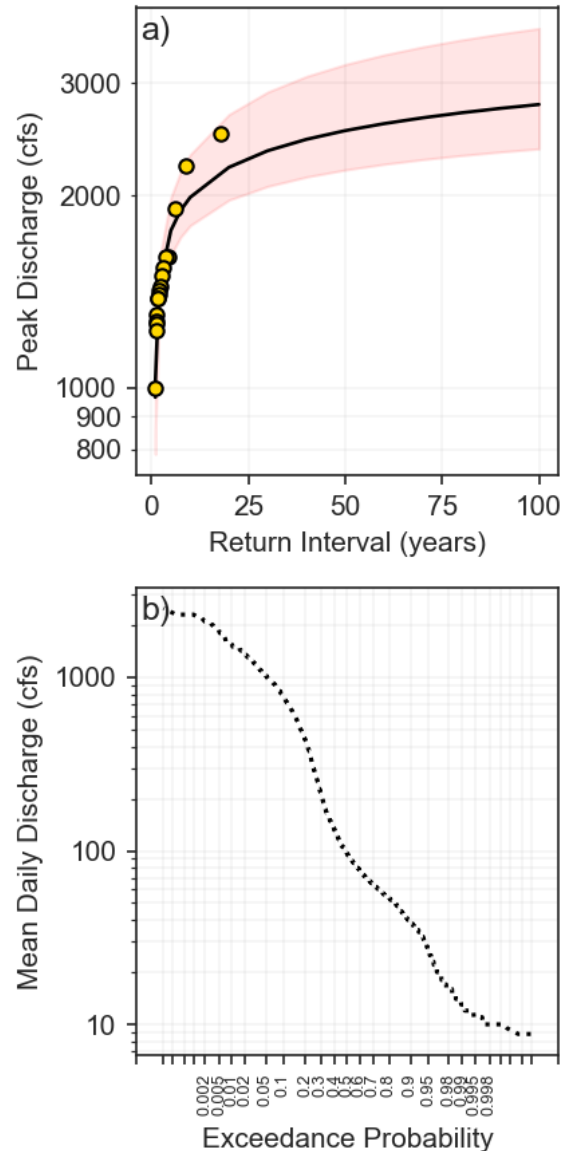 a)
3000
2000
1000
900
800
Peak Discharge (cfs)
0 25 50 75 100
Return Interval (years)
b)
1000
100
10
Mean Daily Discharge (cfs)
0.002 0.005 0.01 0.02 0.05 0.1 0.2 0.3 0.4 0.5 0.6 0.7 0.8 0.9 0.95 0.98 0.99 0.995 0.998
Exceedance Probability